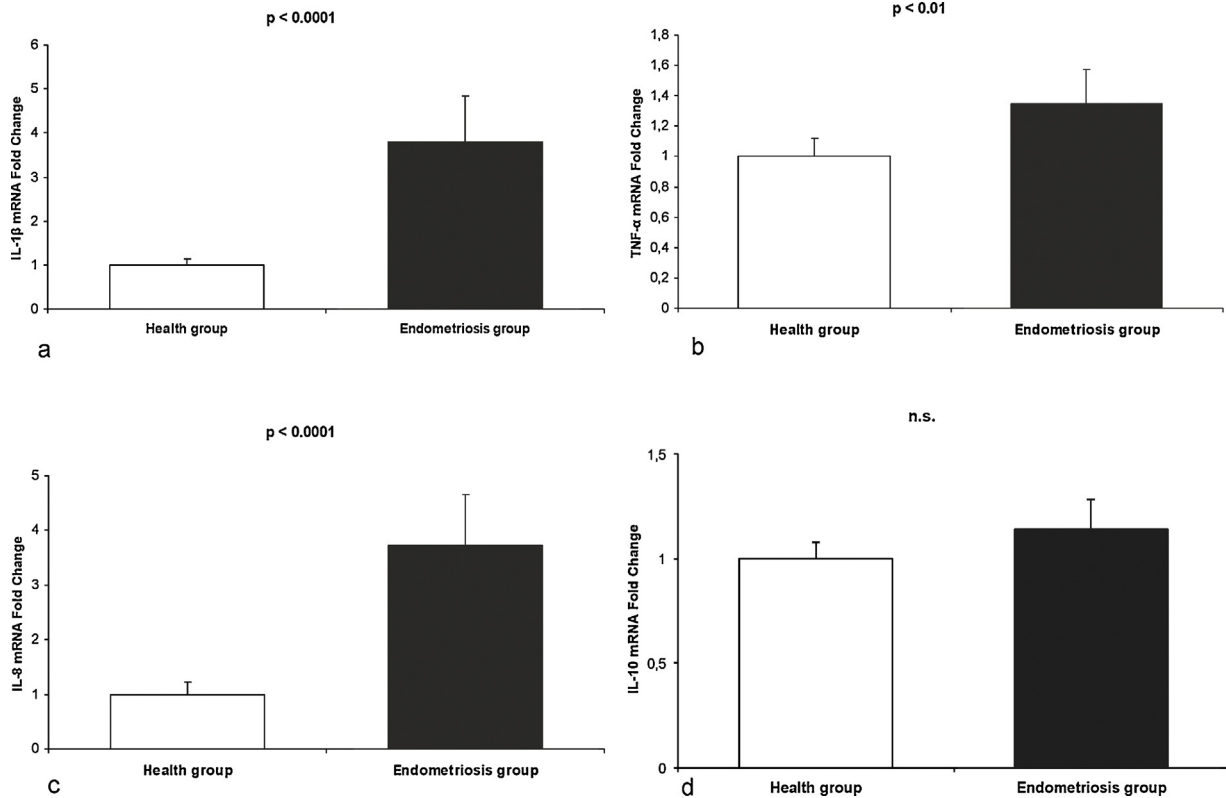 p < 0.0001
6
5
4
3
2
1
0
IL-1β mRNA Fold Change
Health group
Endometriosis group
a
p < 0.01
1,8
1,6
1,4
1,2
1
0,8
0,6
0,4
0,2
0
TNF-α mRNA Fold Change
Health group
Endometriosis group
b
p < 0.0001
5
4
3
2
1
0
IL-8 mRNA Fold Change
Health group
Endometriosis group
c
n.s.
1,5
1
0,5
0
IL-10 mRNA Fold Change
Health group
Endometriosis group
d